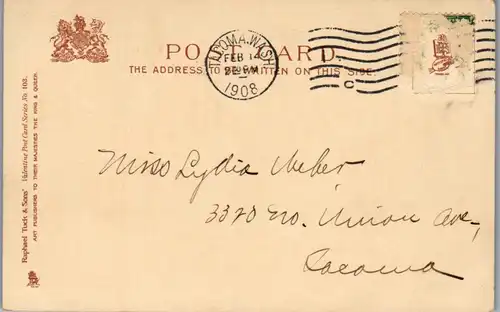 POST CARD.
THE ADDRESS TO BE WRITTEN ON THIS SIDE.
TACOMA, WASH.
FEB 1
1908
Raphael Tuck & Sons' Valentine Post Card Series No. 103.
ART PUBLISHERS TO THEIR MAJESTIES THE KING & QUEEN.
Miss Lydia Weber
3320 No. Union Ave,
Tacoma